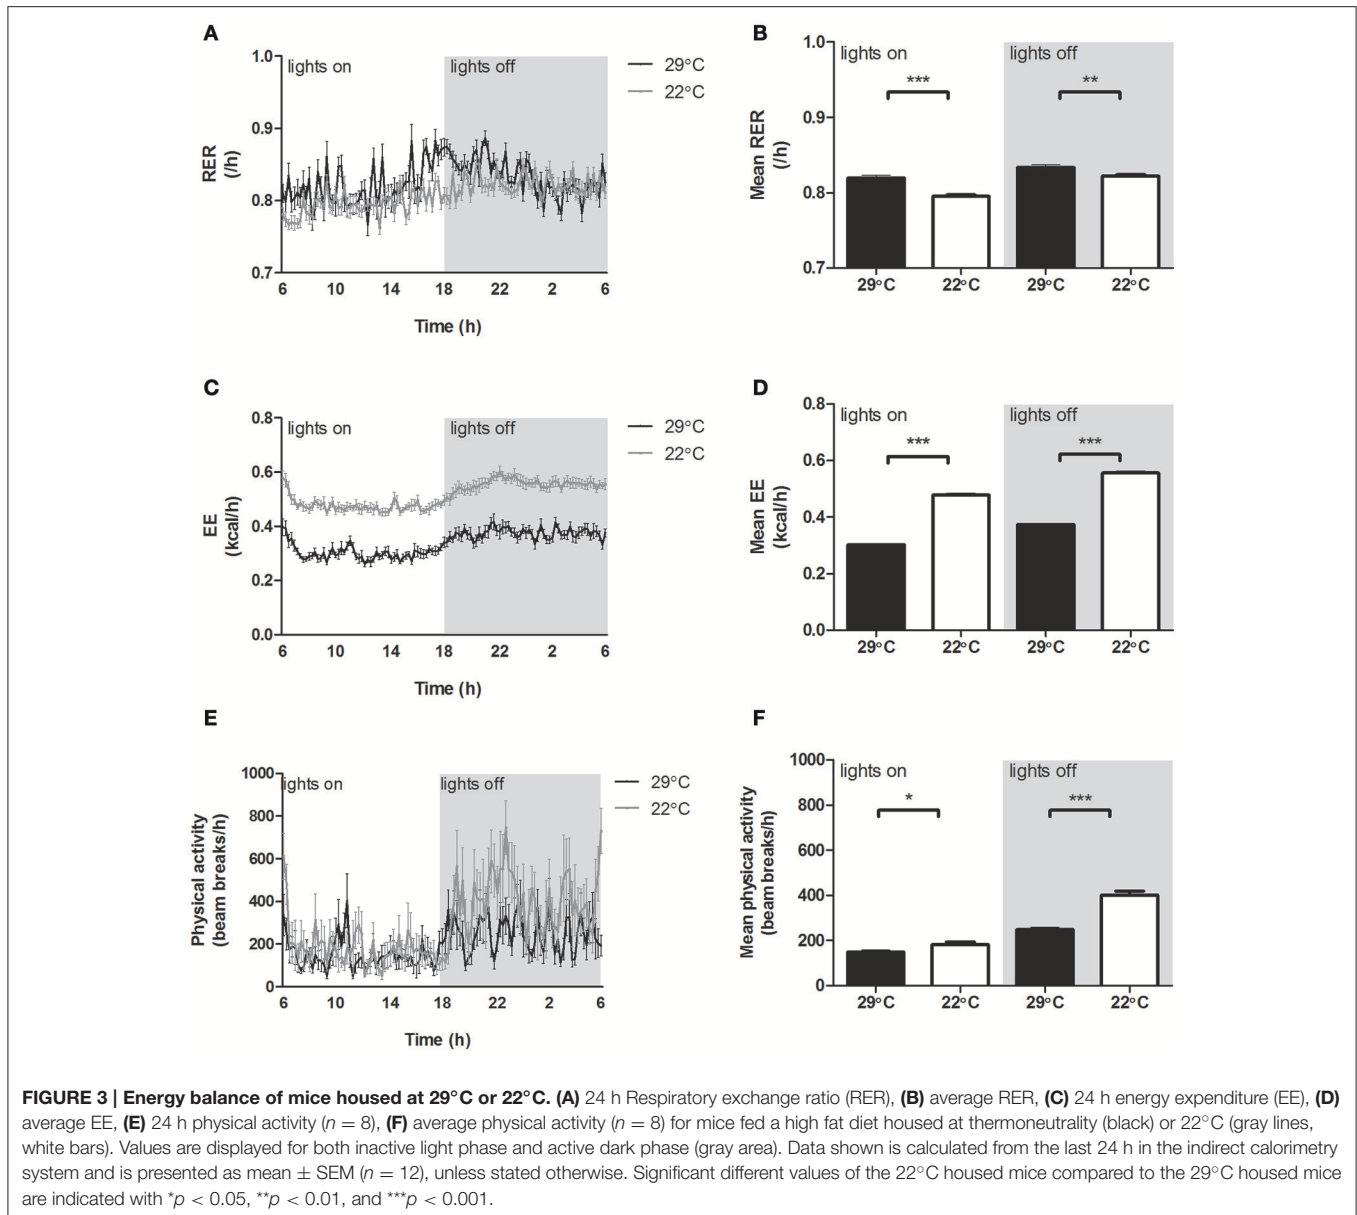 A
1.0
lights on
lights off
29°C
22°C
0.9
RER
(/h)
0.8
0.7
6 10 14 18 22 2 6
Time (h)
B
1.0
lights on
lights off
***
**
0.9
Mean RER
(/h)
0.8
0.7
29°C 22°C 29°C 22°C
C
0.8
lights on
lights off
29°C
22°C
0.6
EE
(kcal/h)
0.4
0.2
0.0
6 10 14 18 22 2 6
Time (h)
D
0.8
lights on
lights off
***
***
0.6
Mean EE
(kcal/h)
0.4
0.2
0.0
29°C 22°C 29°C 22°C
E
1000
lights on
lights off
29°C
22°C
800
600
Physical activity
(beam breaks/h)
400
200
0
6 10 14 18 22 2 6
Time (h)
F
1000
lights on
lights off
*
***
800
600
Mean physical activity
(beam breaks/h)
400
200
0
29°C 22°C 29°C 22°C
FIGURE 3 | Energy balance of mice housed at 29°C or 22°C. (A) 24 h Respiratory exchange ratio (RER), (B) average RER, (C) 24 h energy expenditure (EE), (D)
average EE, (E) 24 h physical activity (n = 8), (F) average physical activity (n = 8) for mice fed a high fat diet housed at thermoneutrality (black) or 22°C (gray lines,
white bars). Values are displayed for both inactive light phase and active dark phase (gray area). Data shown is calculated from the last 24 h in the indirect calorimetry
system and is presented as mean ± SEM (n = 12), unless stated otherwise. Significant different values of the 22°C housed mice compared to the 29°C housed mice
are indicated with *p < 0.05, **p < 0.01, and ***p < 0.001.